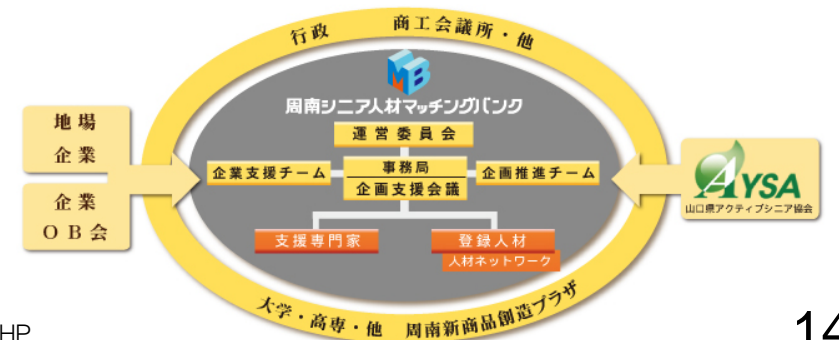 行政 商工会議所・他
MB
周南シニア人材マッチングバンク
運営委員会
地場
企業
企業
OB会
企業支援チーム
事務局
企画支援会議
企画推進チーム
支援専門家
登録人材
人材ネットワーク
AYSA
山口県アクティブシニア協会
大学・高専・他 周南新商品創造プラザ
HP
14